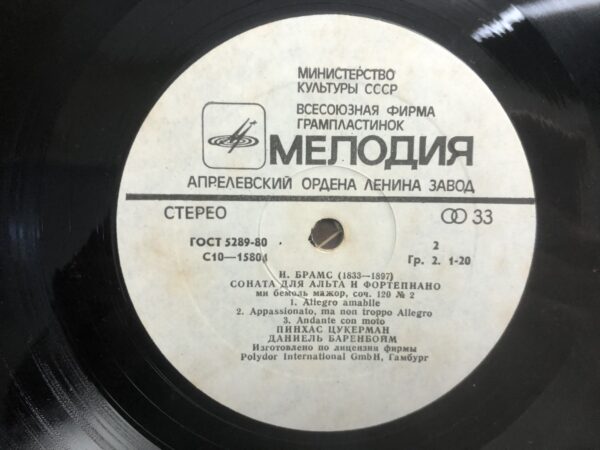 МИНИСТЕРСТВО
КУЛЬТУРЫ СССР
ВСЕСОЮЗНАЯ ФИРМА
ГРАМПЛАСТИНОК
МЕЛОДИЯ
АПРЕЛЕВСКИЙ ОРДЕНА ЛЕНИНА ЗАВОД
СТЕРЕО 33
ГОСТ 5289-80 2
С10—15804 Гр. 2. 1-20
И. БРАМС (1833—1897)
СОНАТА ДЛЯ АЛЬТА И ФОРТЕПИАНО
ми бемоль мажор, соч. 120 № 2
1. Allegro amabile
2. Appassionato, ma non troppo Allegro
3. Andante con moto
ПИНХАС ЦУКЕРМАН
ДАНИЕЛЬ БАРЕНБОЙМ
Изготовлено по лицензии фирмы
Polydor International GmbH, Гамбург